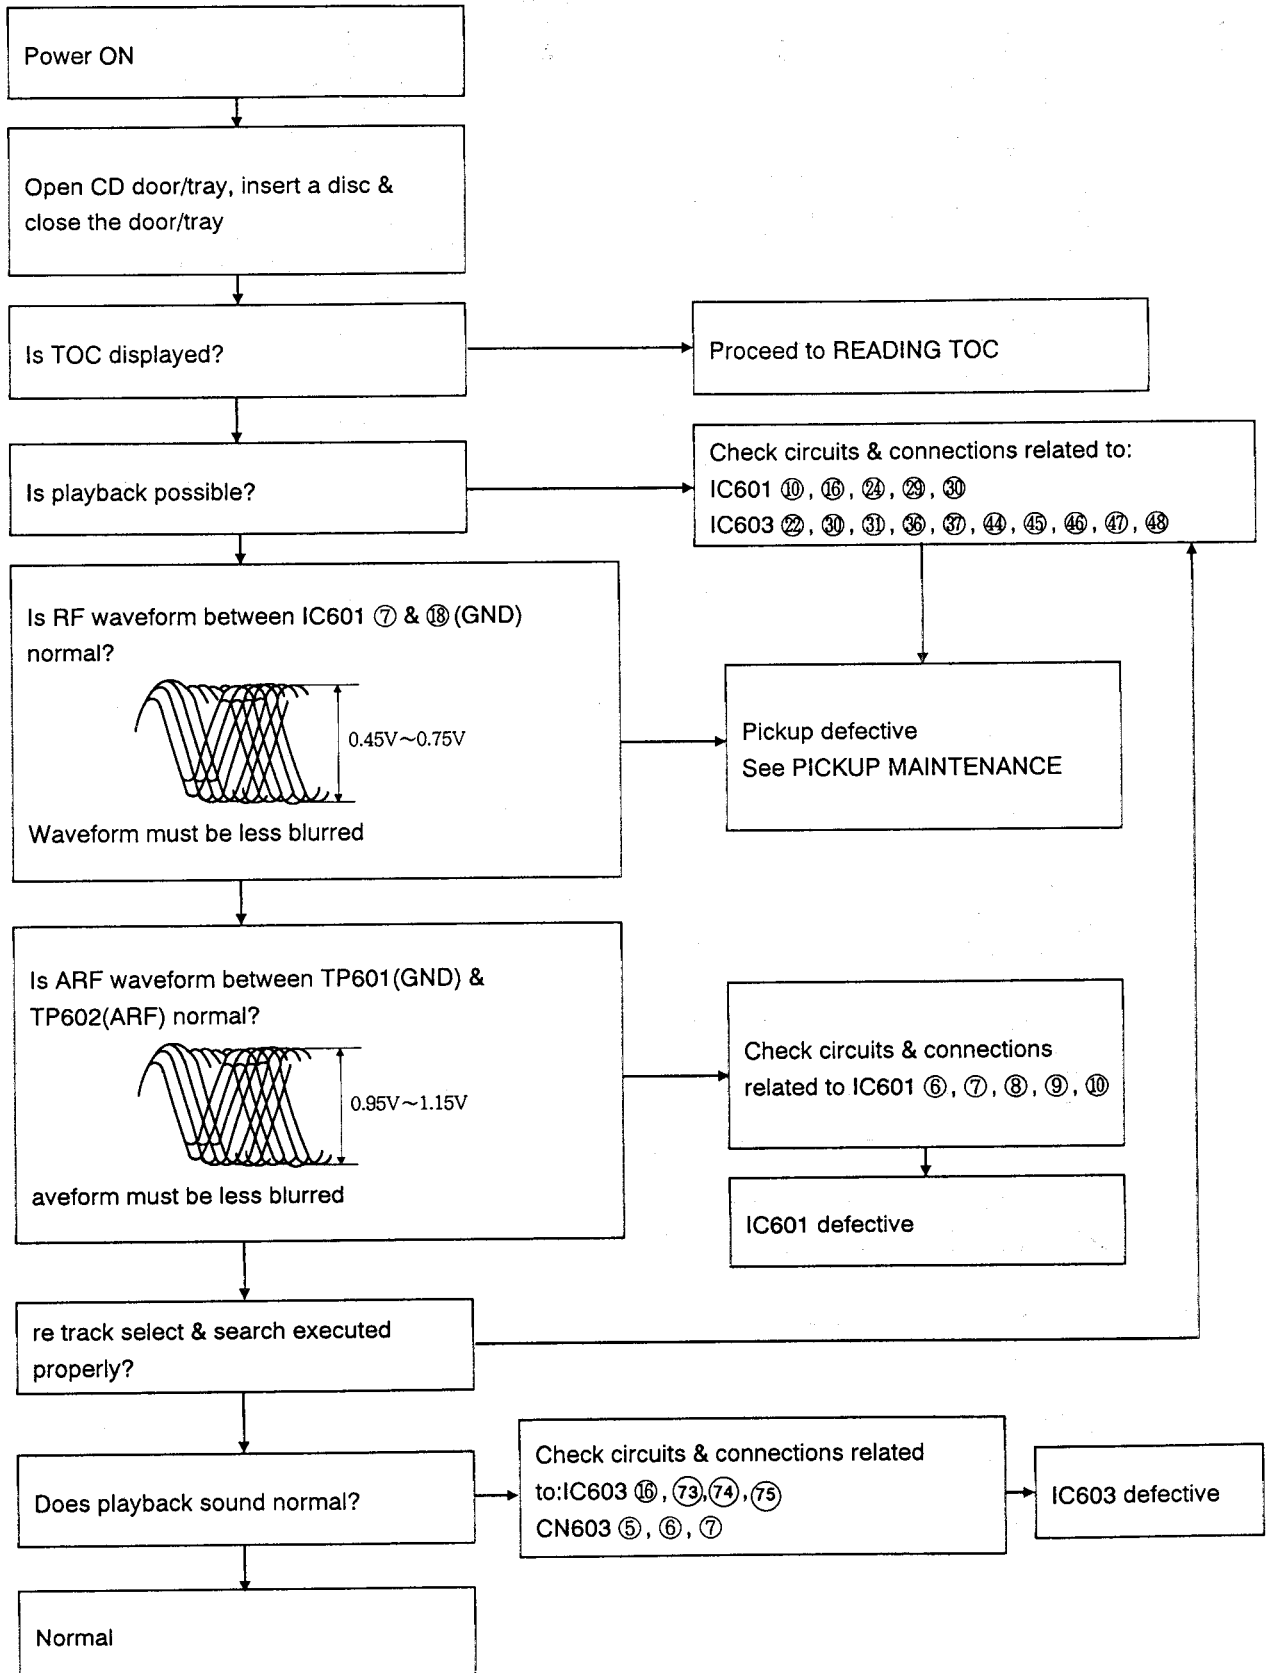 Power ON
Open CD door/tray, insert a disc &
close the door/tray
Is TOC displayed?
Proceed to READING TOC
Is playback possible?
Check circuits & connections related to:
IC601 ⑩, ⑯, ㉔, ㉙, ㉚
IC603 ㉒, ㉚, ㉛, ㊱, ㊲, ㊹, ㊺, ㊻, ㊼, ㊽
Is RF waveform between IC601 ⑦ & ⑱ (GND)
normal?
0.45V~0.75V
Waveform must be less blurred
Pickup defective
See PICKUP MAINTENANCE
Is ARF waveform between TP601(GND) &
TP602(ARF) normal?
0.95V~1.15V
aveform must be less blurred
Check circuits & connections
related to IC601 ⑥, ⑦, ⑧, ⑨, ⑩
IC601 defective
re track select & search executed
properly?
Does playback sound normal?
Check circuits & connections related
to:IC603 ⑯, (73), (74), (75)
CN603 ⑤, ⑥, ⑦
IC603 defective
Normal